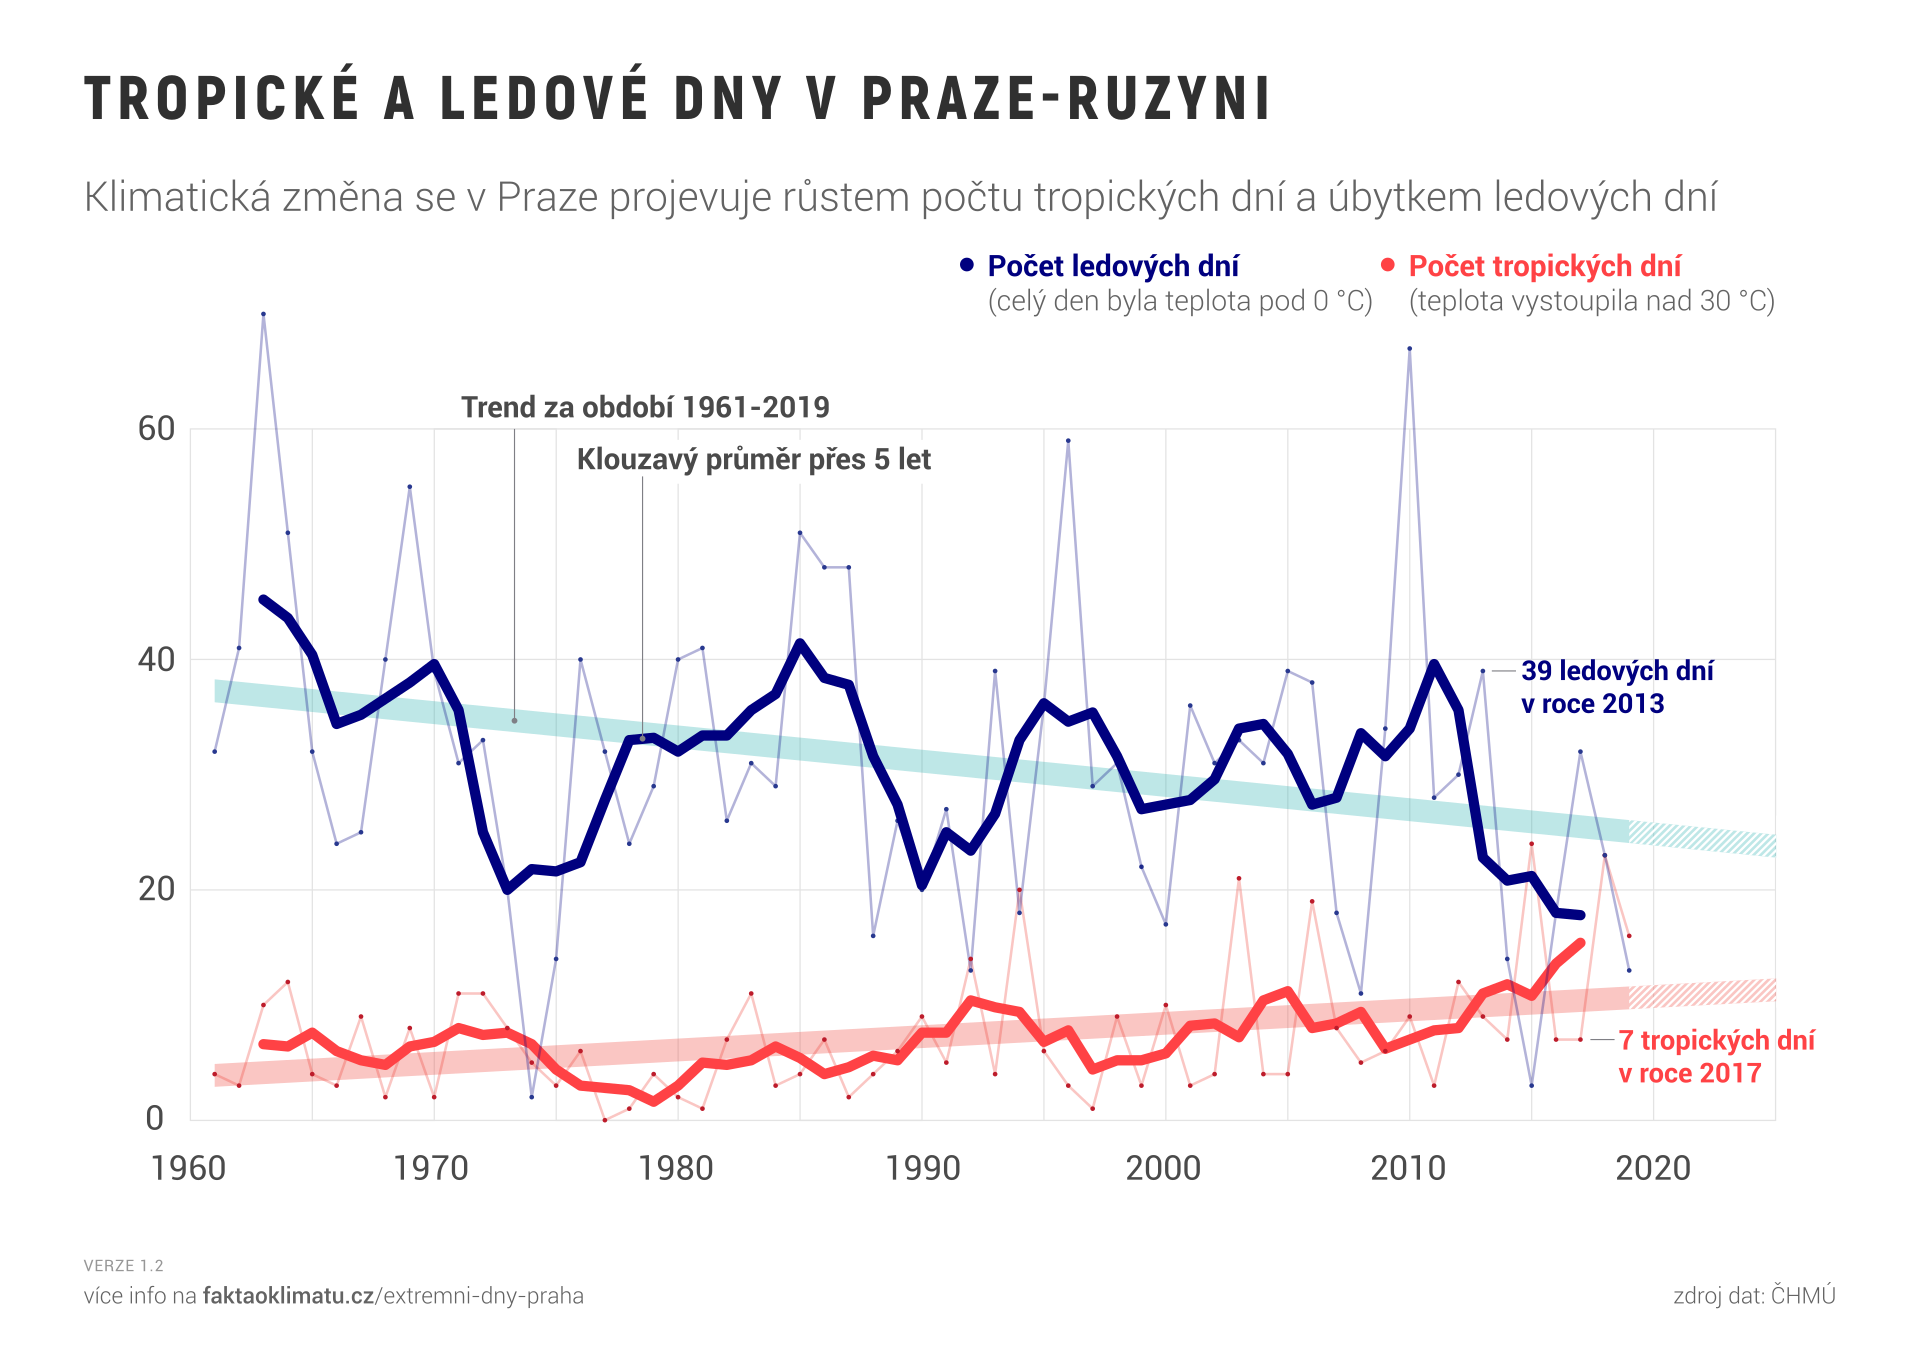 TROPICKÉ A LEDOVÉ DNY V PRAZE-RUZYNI
Klimatická změna se v Praze projevuje růstem počtu tropických dní a úbytkem ledových dní
Počet ledových dní
(celý den byla teplota pod 0 °C)
Počet tropických dní
(teplota vystoupila nad 30 °C)
Trend za období 1961-2019
Klouzavý průměr přes 5 let
60
40
20
0
39 ledových dní
v roce 2013
7 tropických dní
v roce 2017
1960 1970 1980 1990 2000 2010 2020
VERZE 1.2
více info na faktaoklimatu.cz/extremni-dny-praha
zdroj dat: ČHMÚ